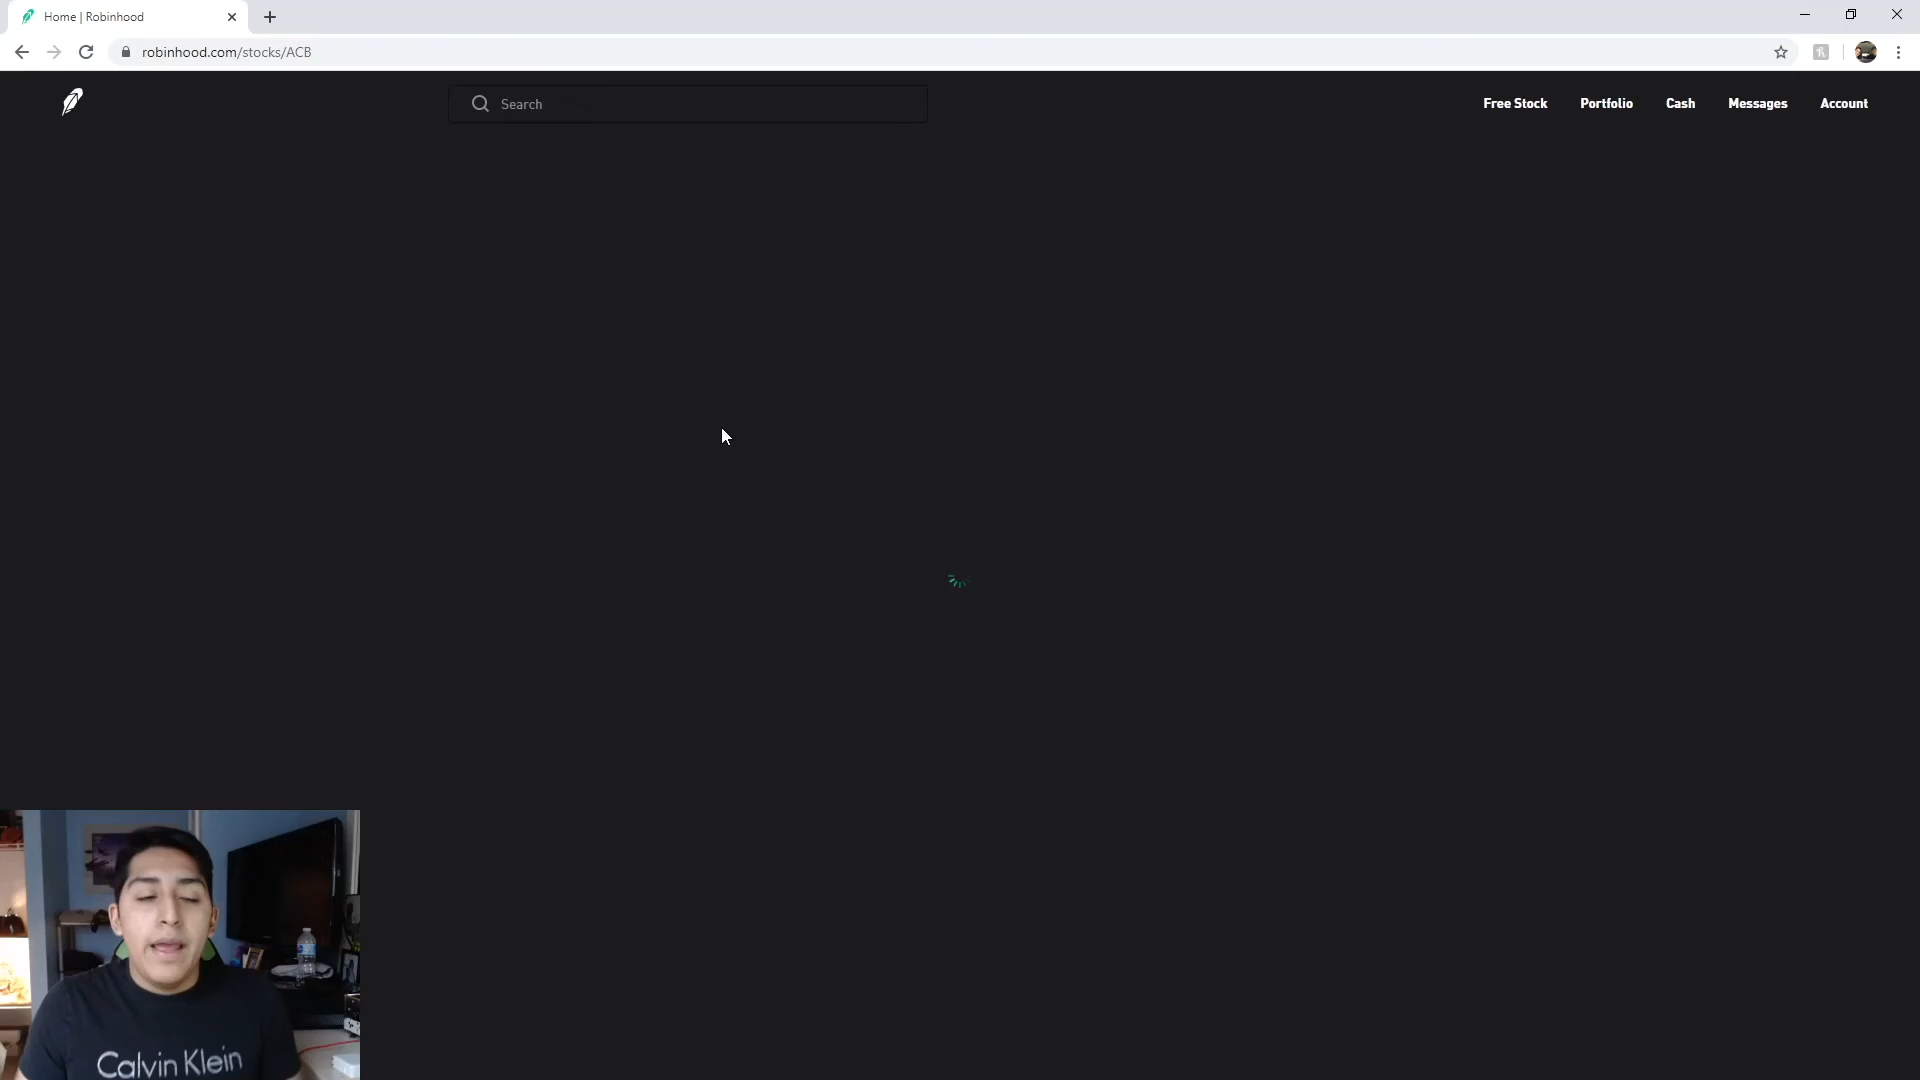 Home | Robinhood
robinhood.com/stocks/ACB
Search
Free Stock Portfolio Cash Messages Account
Calvin Klein